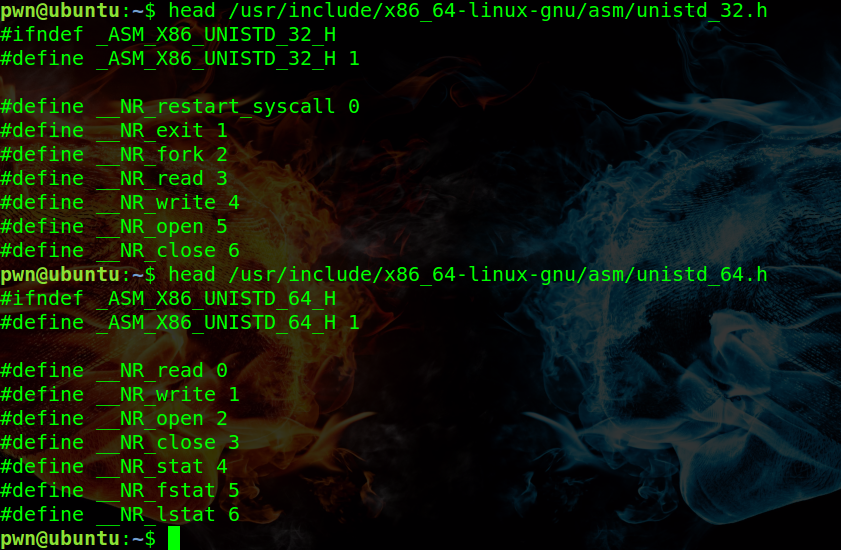 pwn@ubuntu:~$ head /usr/include/x86_64-linux-gnu/asm/unistd_32.h
#ifndef _ASM_X86_UNISTD_32_H
#define _ASM_X86_UNISTD_32_H 1

#define __NR_restart_syscall 0
#define __NR_exit 1
#define __NR_fork 2
#define __NR_read 3
#define __NR_write 4
#define __NR_open 5
#define __NR_close 6
pwn@ubuntu:~$ head /usr/include/x86_64-linux-gnu/asm/unistd_64.h
#ifndef _ASM_X86_UNISTD_64_H
#define _ASM_X86_UNISTD_64_H 1

#define __NR_read 0
#define __NR_write 1
#define __NR_open 2
#define __NR_close 3
#define __NR_stat 4
#define __NR_fstat 5
#define __NR_lstat 6
pwn@ubuntu:~$